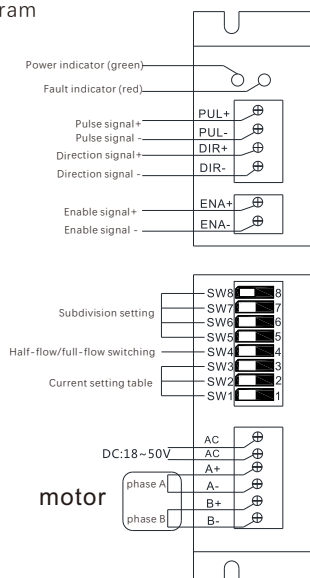 ram
Power indicator (green)
Fault indicator (red)
Pulse signal+ PUL+
Pulse signal - PUL-
Direction signal+ DIR+
Direction signal - DIR-
Enable signal+ ENA+
Enable signal - ENA-
SW8 8
Subdivision setting SW7 7
SW6 6
SW5 5
Half-flow/full-flow switching SW4 4
SW3 3
Current setting table SW2 2
SW1 1
AC
DC:18~50V AC
A+
phase A A-
motor B+
phase B B-